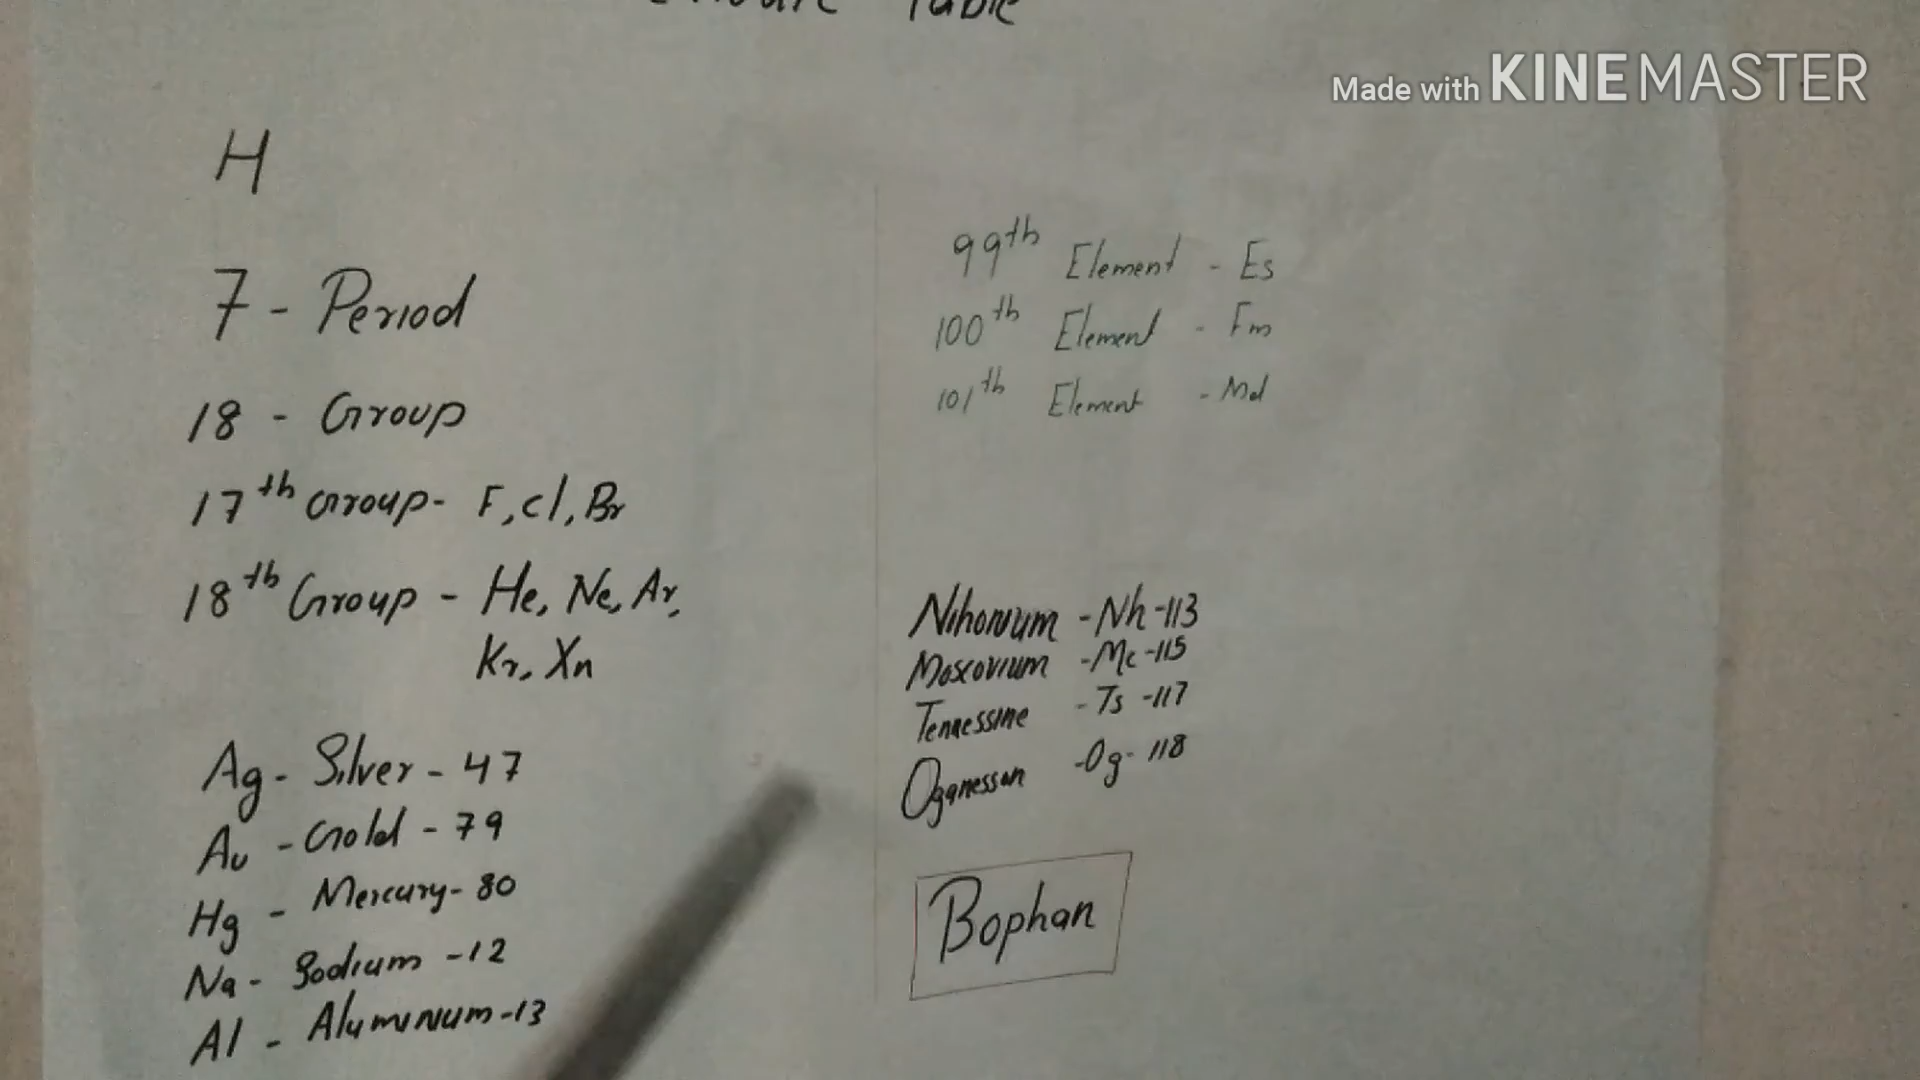 Table
Made with KINEMASTER
H
7 - Period
18 - Group
17th Group - F, Cl, Br
18th Group - He, Ne, Ar,
Kr, Xn
Ag - Silver - 47
Au - Gold - 79
Hg - Mercury - 80
Na - Sodium - 12
Al - Aluminum - 13
99th Element - Es
100th Element - Fm
101th Element - Md
Nihonium - Nh - 113
Moscovium - Mc - 115
Tennessine - Ts - 117
Oganesson - Og - 118
Bophan